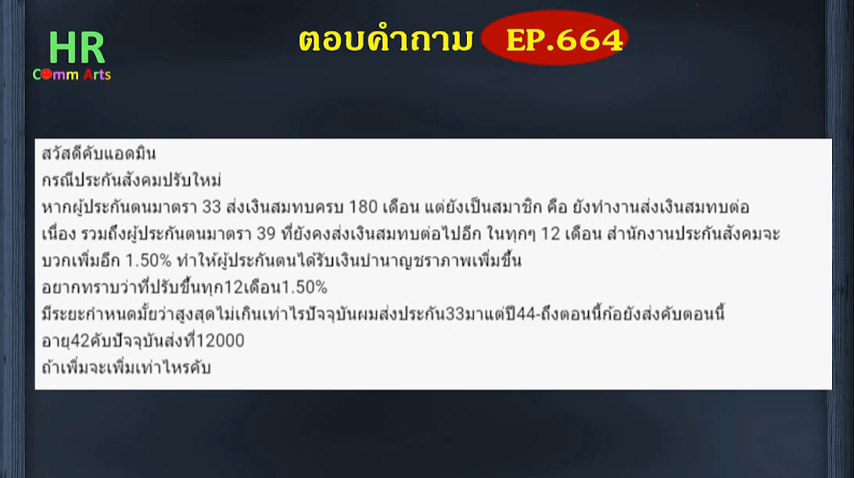 HR
Comm Arts
ตอบคำถาม EP.664
สวัสดีคับแอดมิน
กรณีประกันสังคมปรับใหม่
หากผู้ประกันตนมาตรา 33 ส่งเงินสมทบครบ 180 เดือน แต่ยังเป็นสมาชิก คือ ยังทำงานส่งเงินสมทบต่อ
เนื่อง รวมถึงผู้ประกันตนมาตรา 39 ที่ยังคงส่งเงินสมทบต่อไปอีก ในทุกๆ 12 เดือน สำนักงานประกันสังคมจะ
บวกเพิ่มอีก 1.50% ทำให้ผู้ประกันตนได้รับเงินบำนาญชราภาพเพิ่มขึ้น
อยากทราบว่าที่ปรับขึ้นทุก12เดือน1.50%
มีระยะกำหนดมั้ยว่าสูงสุดไม่เกินเท่าไรปัจจุบันผมส่งประกัน33มาแต่ปี44-ถึงตอนนี้ก้อยังส่งคับตอนนี้
อายุ42คับปัจจุบันส่งที่12000
ถ้าเพิ่มจะเพิ่มเท่าไหรคับ